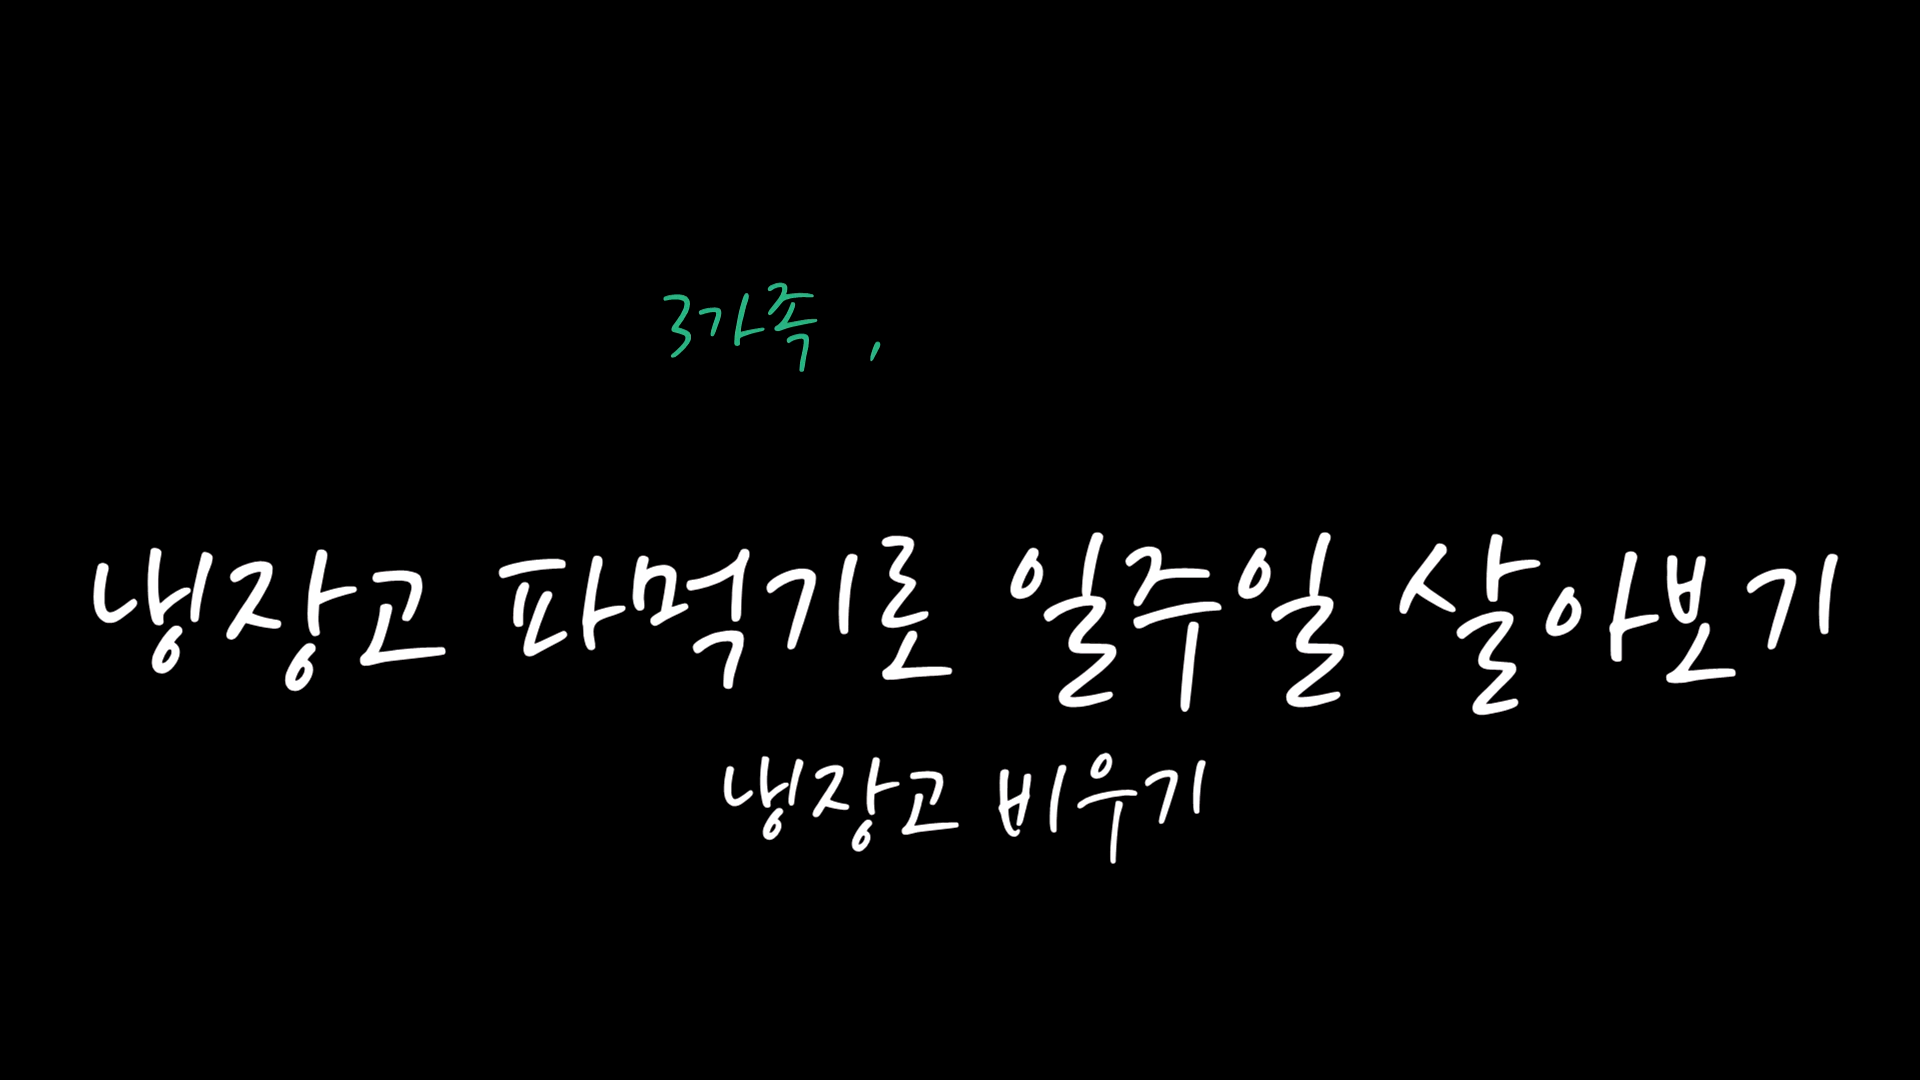 3가족 ,
냉장고 파먹기로 일주일 살아보기
냉장고 비우기